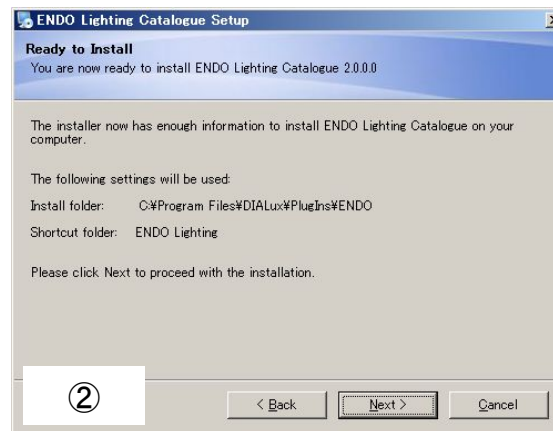 ENDO Lighting Catalogue Setup
Ready to Install
You are now ready to install ENDO Lighting Catalogue 2.0.0.0
The installer now has enough information to install ENDO Lighting Catalogue on your
computer.
The following settings will be used:
Install folder: C:¥Program Files¥DIALux¥PlugIns¥ENDO
Shortcut folder: ENDO Lighting
Please click Next to proceed with the installation.
②
< Back Next > Cancel